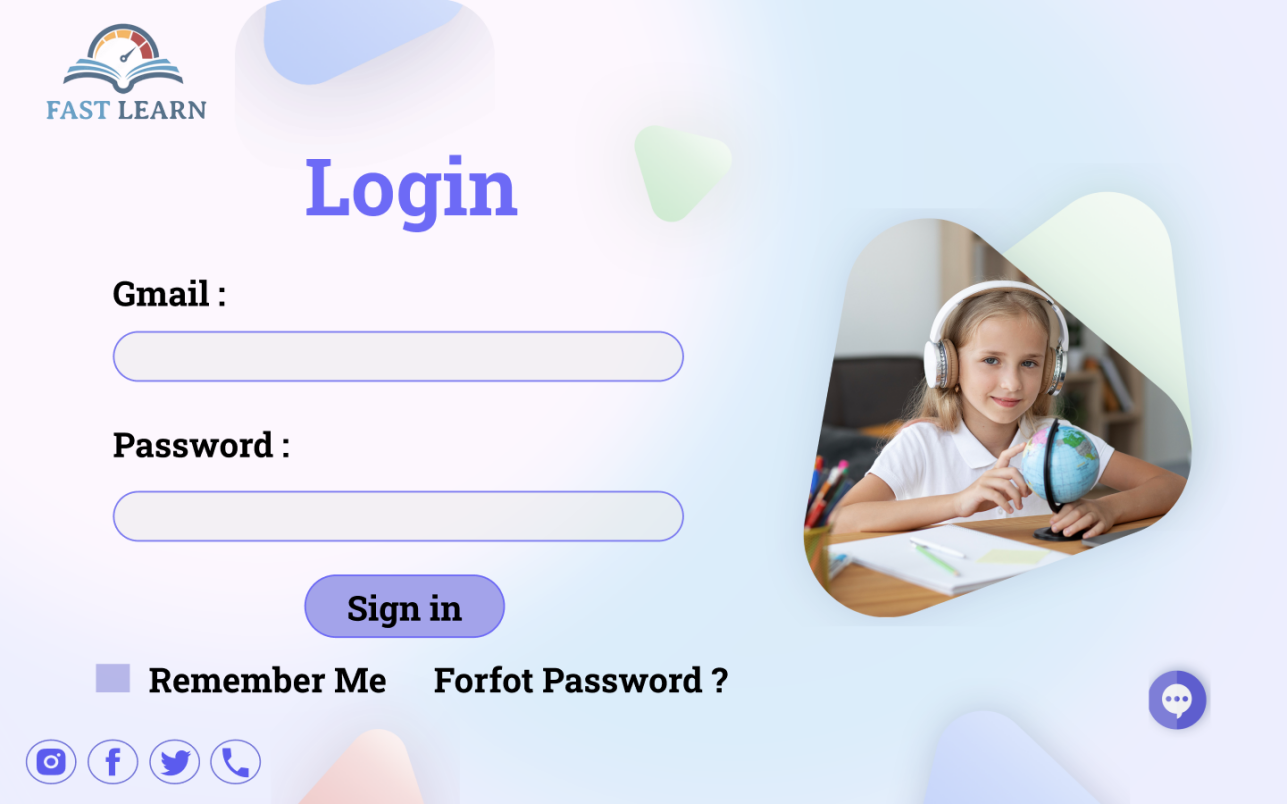 FAST LEARN
Login
Gmail :
Password :
Sign in
Remember Me
Forfot Password ?